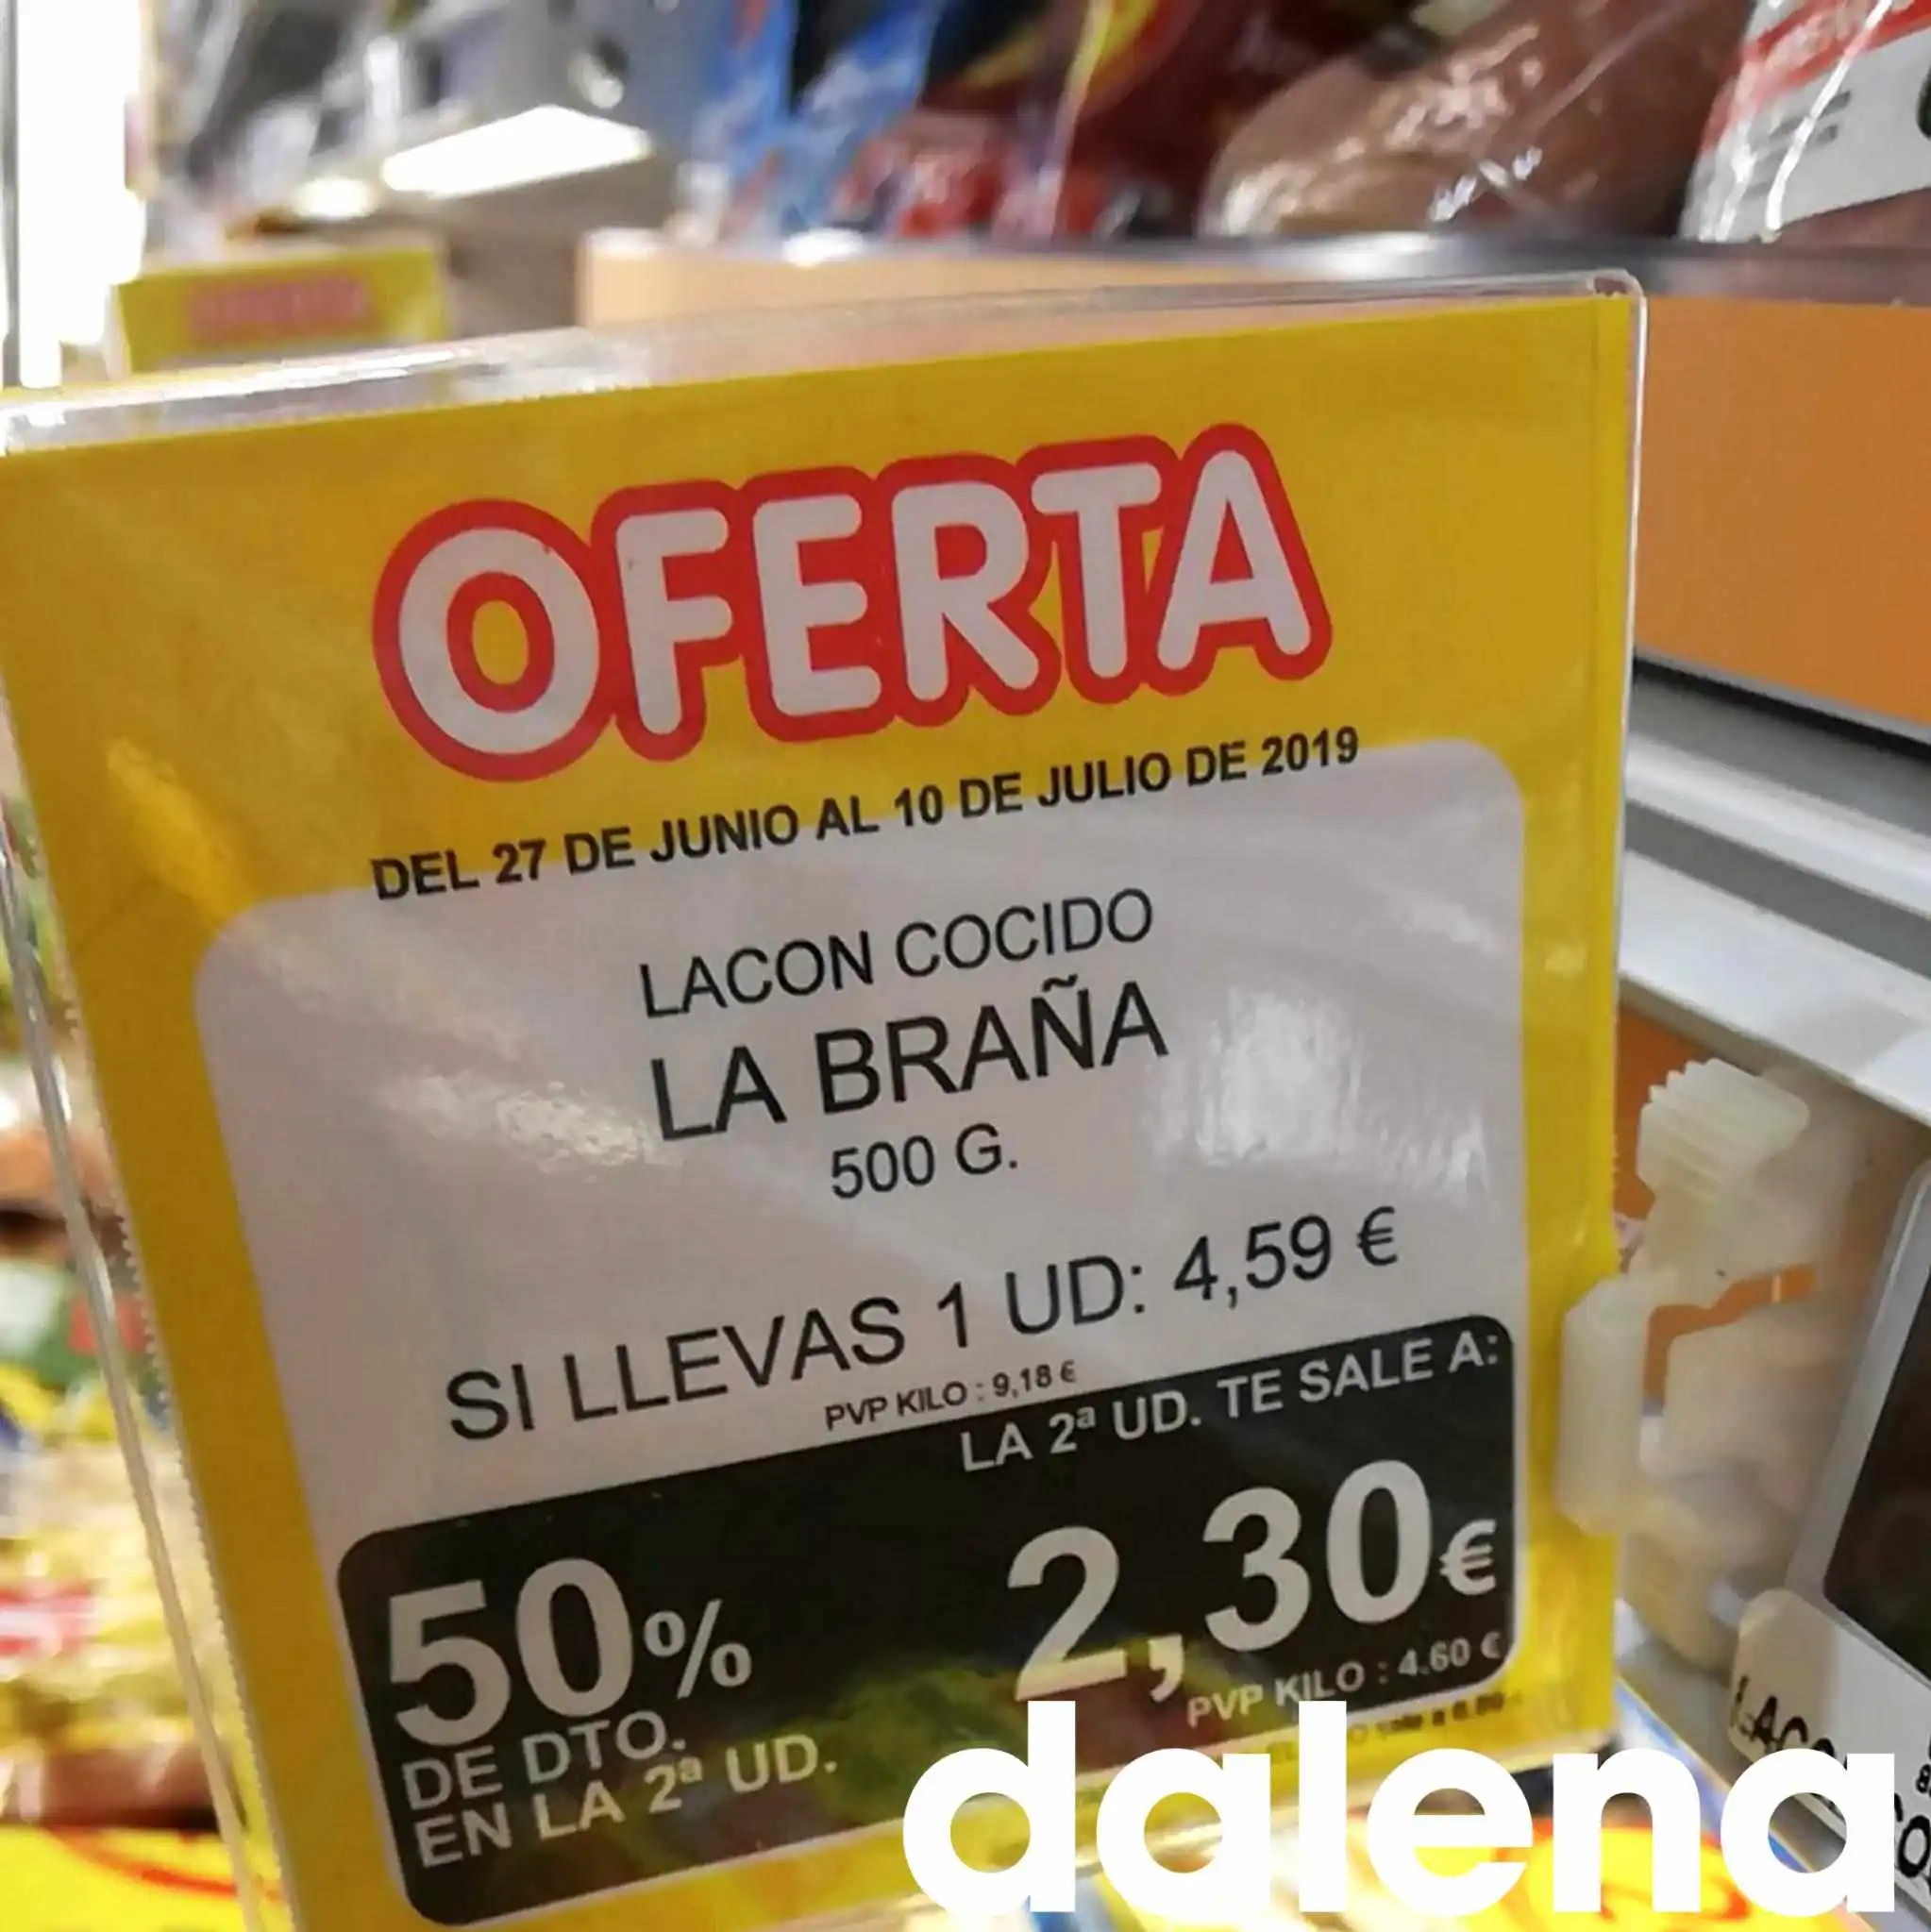 OFERTA
DEL 27 DE JUNIO AL 10 DE JULIO DE 2019
LACON COCIDO
LA BRAÑA
500 G.
SI LLEVAS 1 UD: 4,59 €
PVP KILO : 9,18 €
LA 2ª UD. TE SALE A:
50%
2,30€
DE DTO.
EN LA 2ª UD.
PVP KILO : 4.60 €
dalena